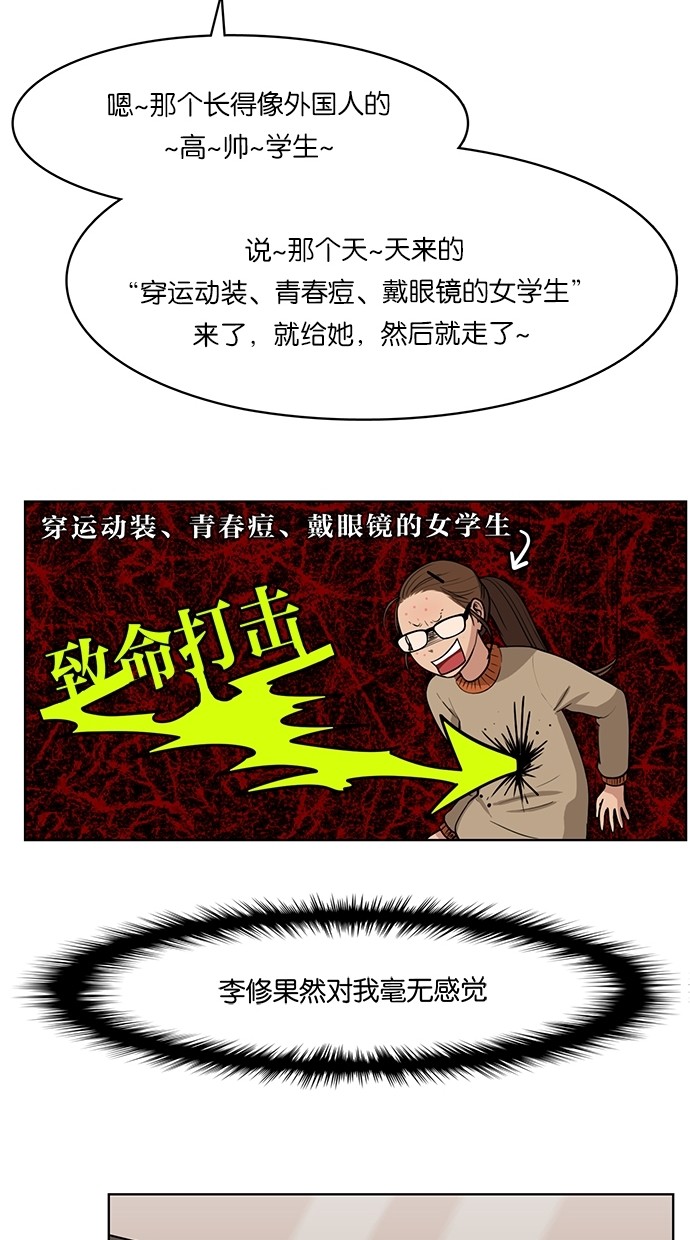 嗯~那个长得像外国人的
~高~帅~学生~
说~那个天~天来的
“穿运动装、青春痘、戴眼镜的女学生”
来了，就给她，然后就走了~
穿运动装、青春痘、戴眼镜的女学生
致命打击
李修果然对我毫无感觉